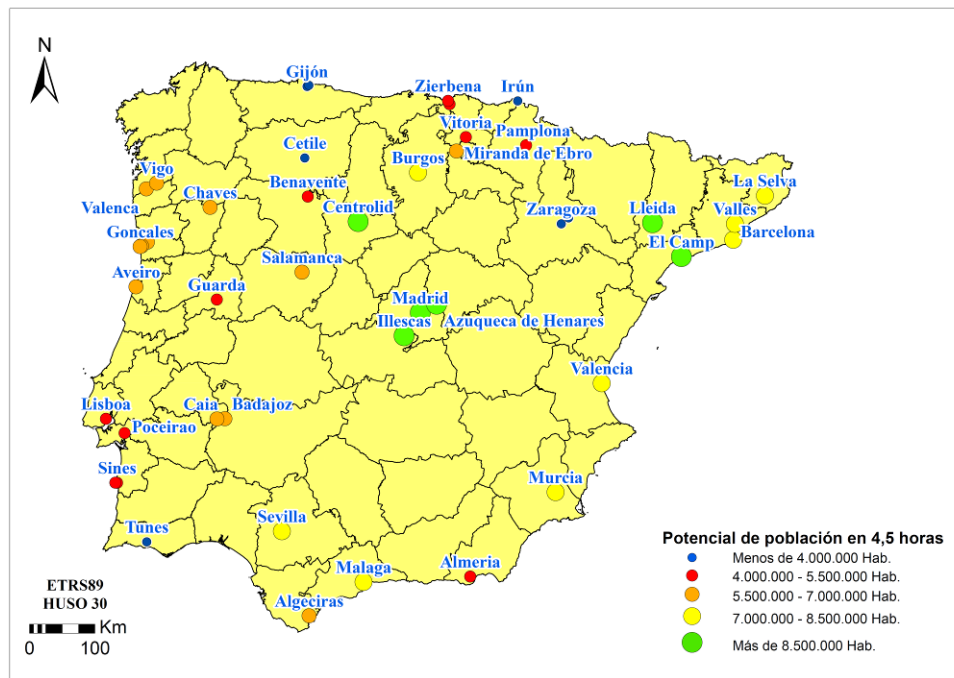 N
Gijón
Zierbena
Irún
Vitoria
Pamplona
Cetile
Miranda de Ebro
Burgos
Vigo
Benavente
La Selva
Chaves
Valenca
Centrolid
Zaragoza
Lleida
Valles
Goncales
Barcelona
El Camp
Salamanca
Aveiro
Guarda
Madrid
Illescas
Azuqueca de Henares
Valencia
Lisboa
Caia
Badajoz
Poceirao
Sines
Murcia
Tunes
Sevilla
Almeria
Malaga
Algeciras
ETRS89
HUSO 30
Km
0 100
Potencial de población en 4,5 horas
Menos de 4.000.000 Hab.
4.000.000 - 5.500.000 Hab.
5.500.000 - 7.000.000 Hab.
7.000.000 - 8.500.000 Hab.
Más de 8.500.000 Hab.